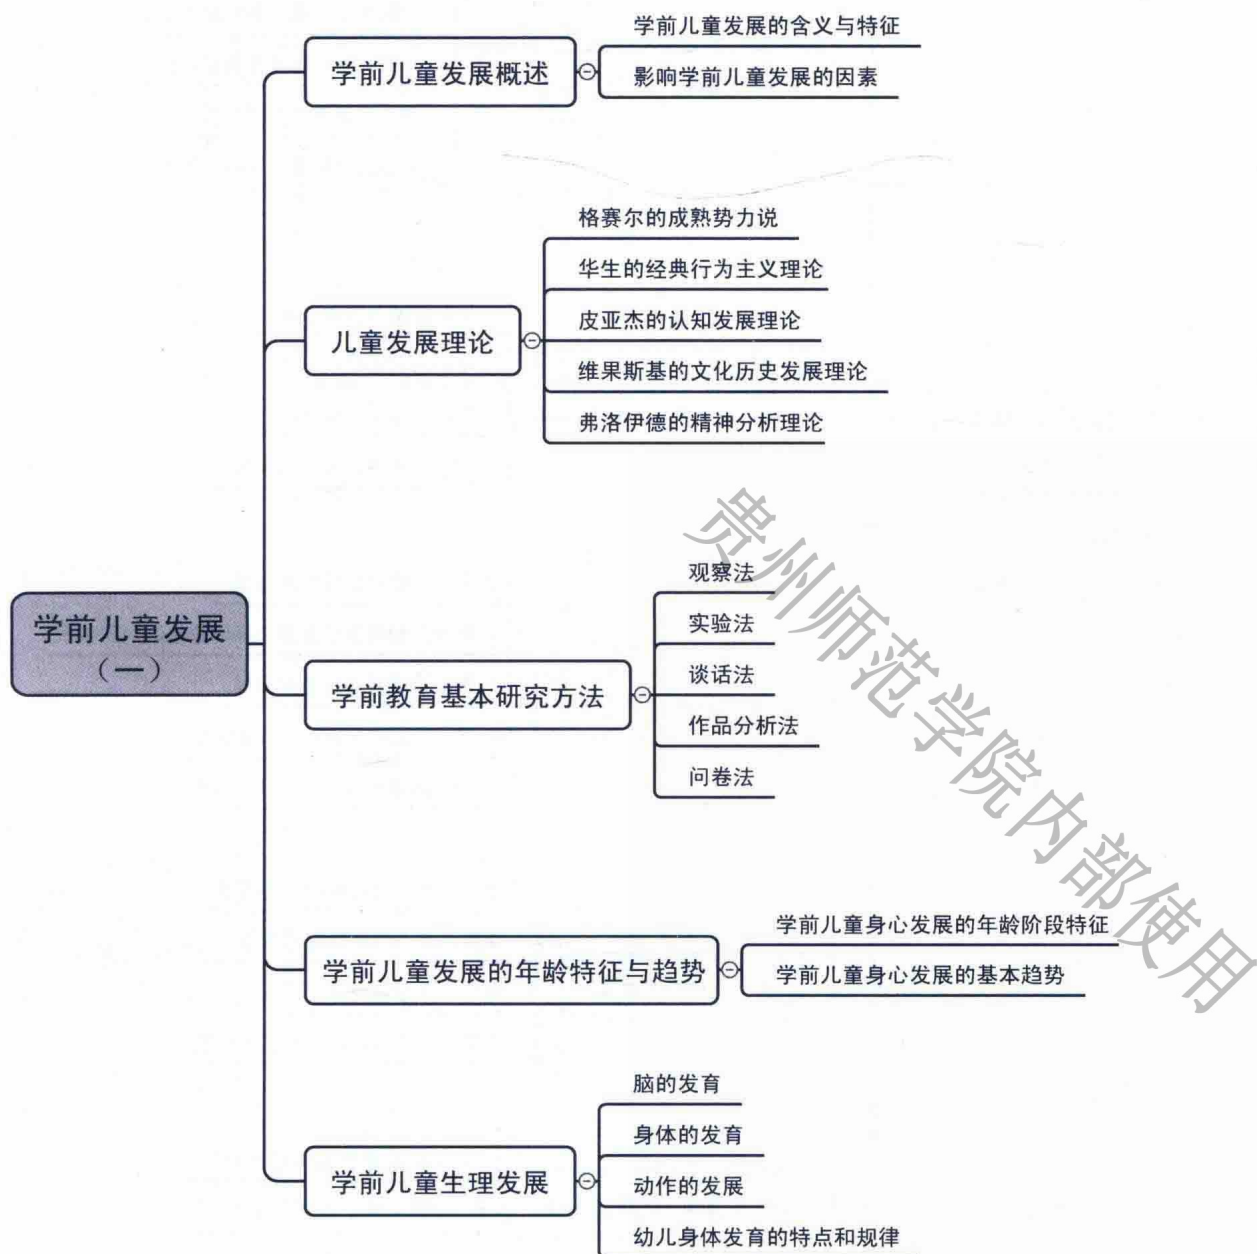 学前儿童发展
（一）
学前儿童发展概述
学前儿童发展的含义与特征
影响学前儿童发展的因素
儿童发展理论
格赛尔的成熟势力说
华生的经典行为主义理论
皮亚杰的认知发展理论
维果斯基的文化历史发展理论
弗洛伊德的精神分析理论
学前教育基本研究方法
观察法
实验法
谈话法
作品分析法
问卷法
学前儿童发展的年龄特征与趋势
学前儿童身心发展的年龄阶段特征
学前儿童身心发展的基本趋势
学前儿童生理发展
脑的发育
身体的发育
动作的发展
幼儿身体发育的特点和规律
贵州师范学院内部使用